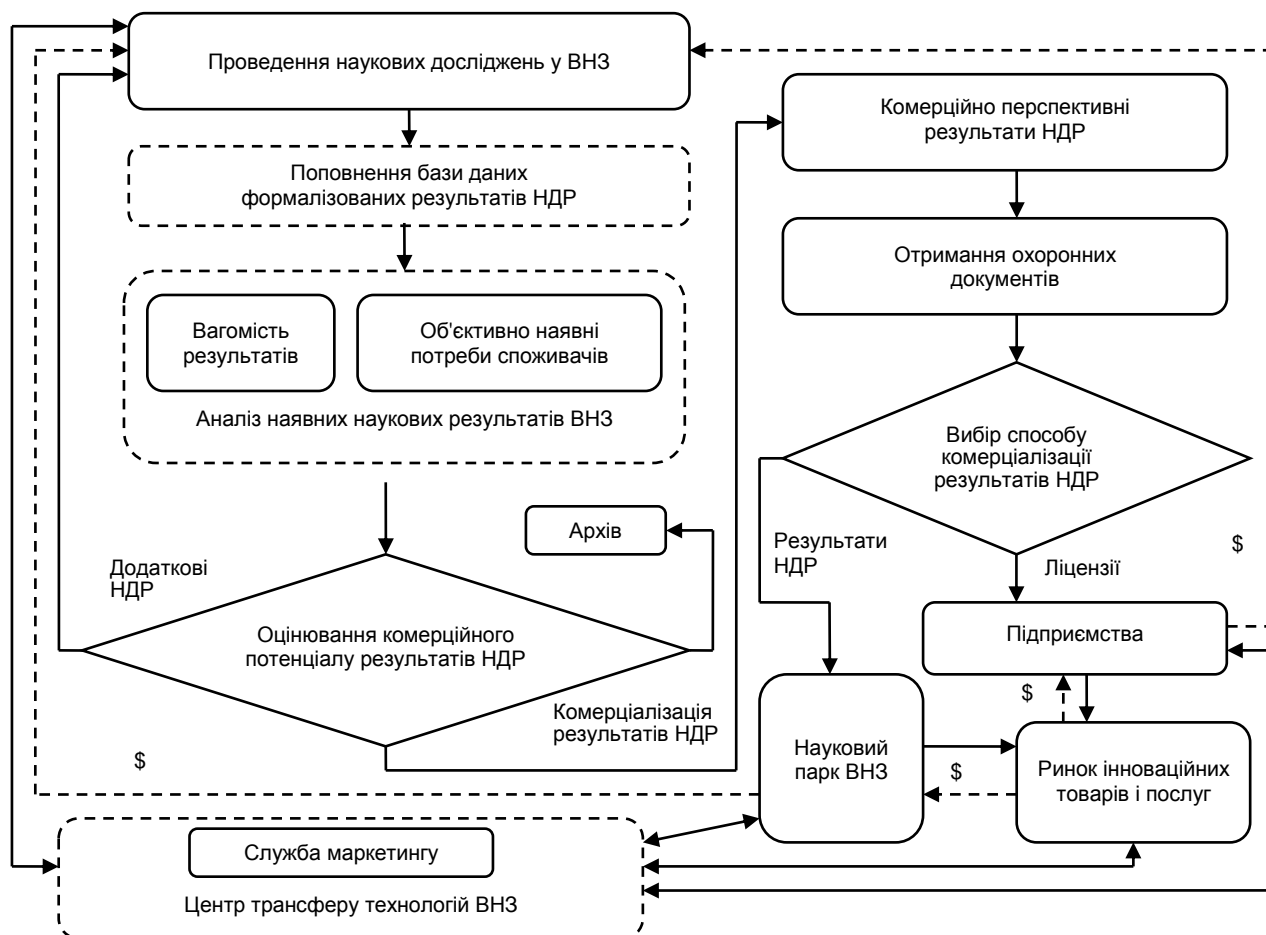 Проведення наукових досліджень у ВНЗ
Поповнення бази даних
формалізованих результатів НДР
Вагомість
результатів
Об'єктивно наявні
потреби споживачів
Аналіз наявних наукових результатів ВНЗ
Архів
Додаткові
НДР
Оцінювання комерційного
потенціалу результатів НДР
Комерціалізація
результатів НДР
$
Служба маркетингу
Центр трансферу технологій ВНЗ
Комерційно перспективні
результати НДР
Отримання охоронних
документів
Вибір способу
комерціалізації
результатів НДР
Результати
НДР
$
Ліцензії
Підприємства
$
Науковий
парк ВНЗ
$
Ринок інноваційних
товарів і послуг